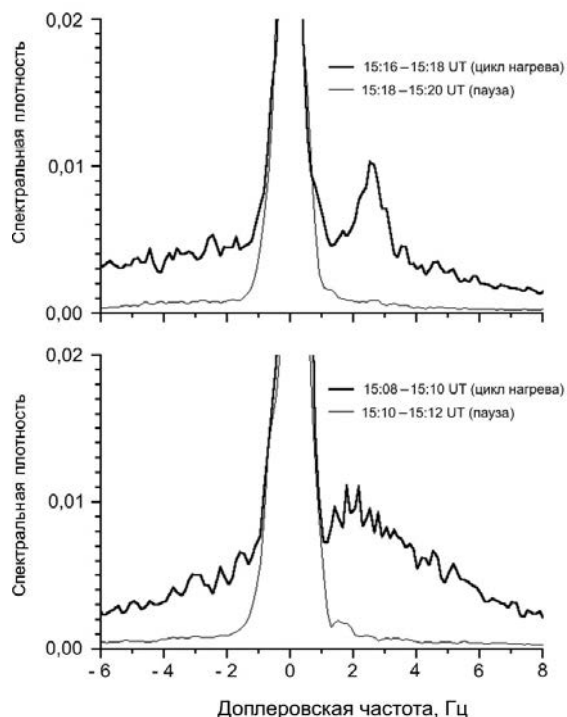 0,02
15:16 – 15:18 UT (цикл нагрева)
15:18 – 15:20 UT (пауза)
Спектральная плотность
0,01
0,00
0,02
15:08 – 15:10 UT (цикл нагрева)
15:10 – 15:12 UT (пауза)
Спектральная плотность
0,01
0,00
- 6 - 4 - 2 0 2 4 6 8
Доплеровская частота, Гц